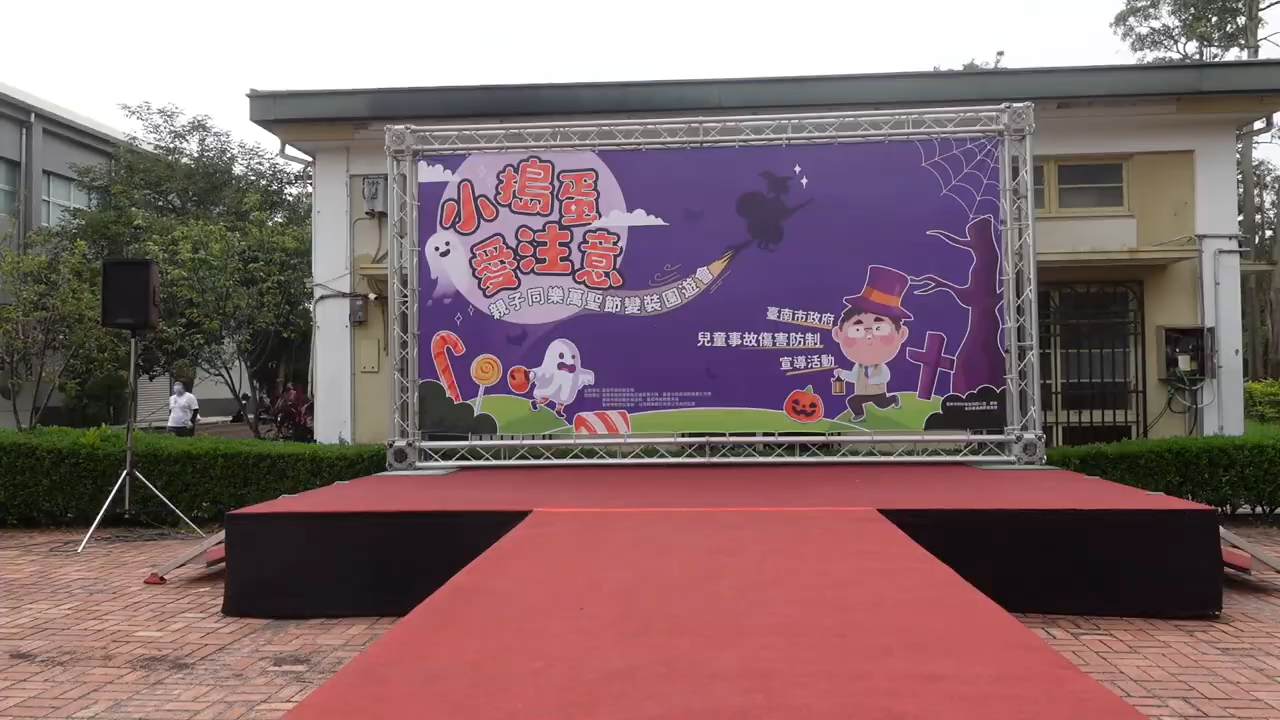 小搗蛋
愛注意
親子同樂萬聖節變裝園遊會
臺南市政府
兒童事故傷害防制
宣導活動